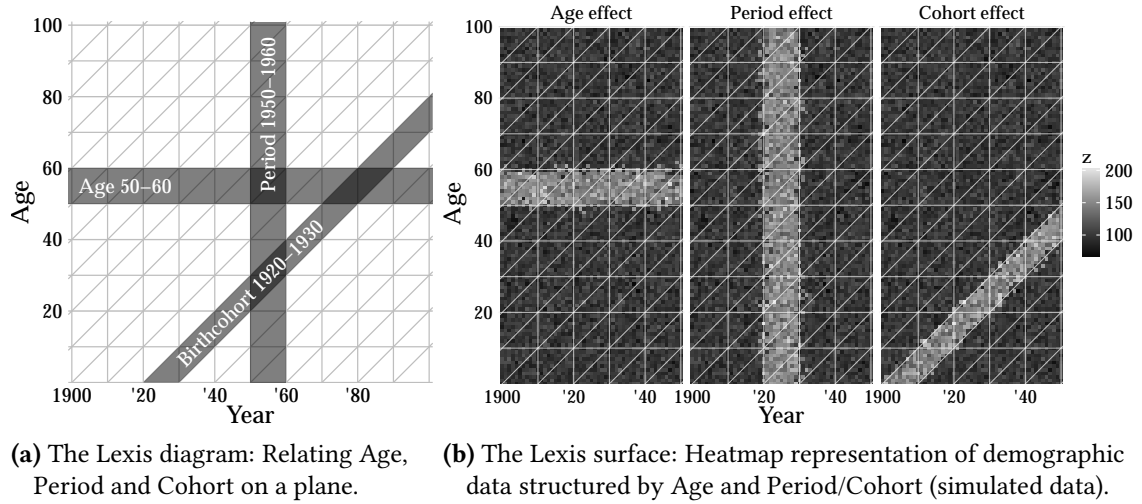 Age effect Period effect Cohort effect
100
80
60
40
20
Age
Period 1950–1960
Age 50–60
Birthcohort 1920–1930
1900 '20 '40 '60 '80
Year
100
80
60
40
20
0
Age
1900 '20 '40 1900 '20 '40 1900 '20 '40
Year
z
200
150
100
(a) The Lexis diagram: Relating Age,
Period and Cohort on a plane.
(b) The Lexis surface: Heatmap representation of demographic
data structured by Age and Period/Cohort (simulated data).